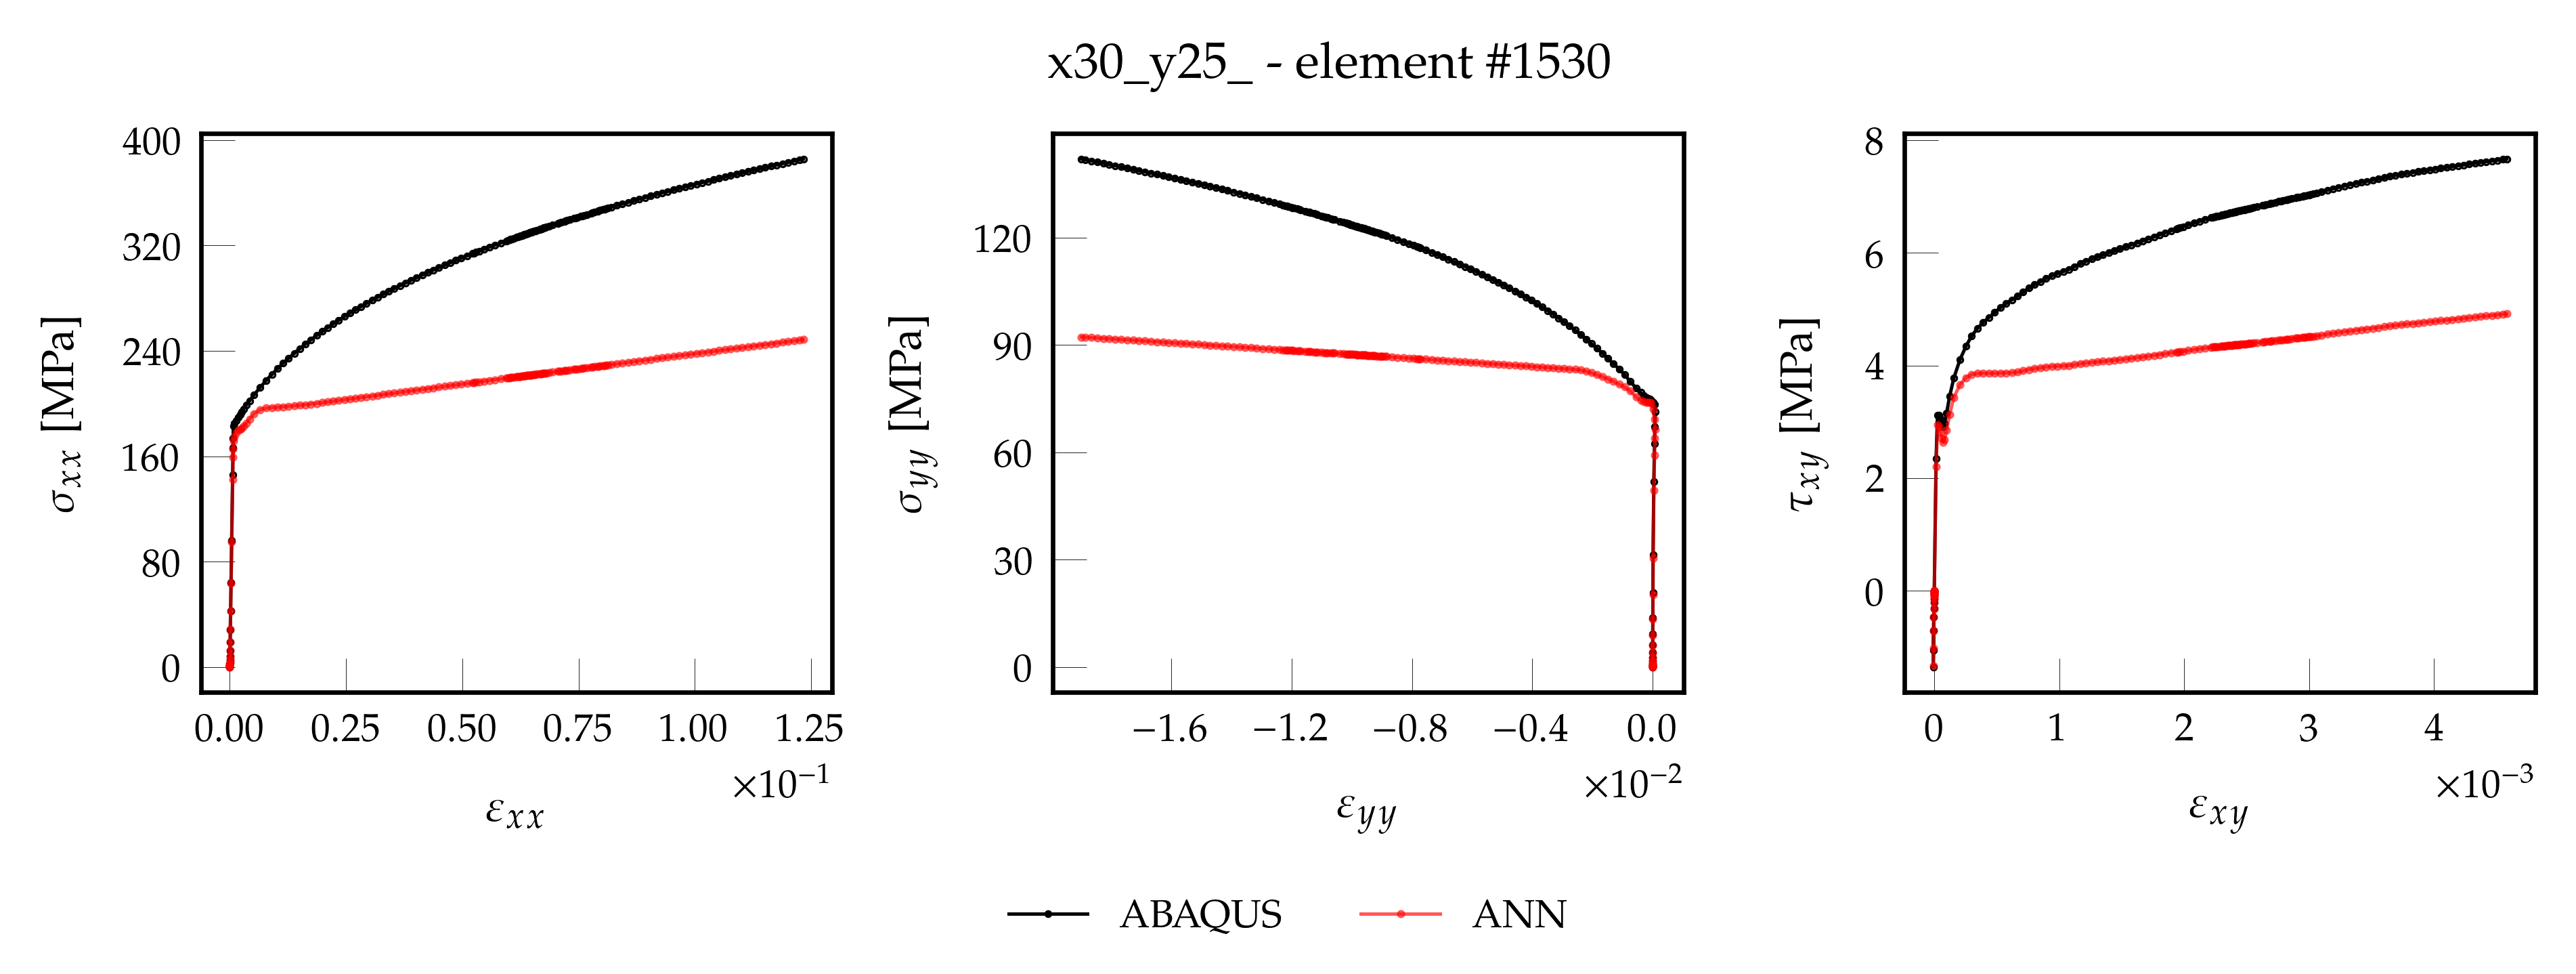 x30_y25_ - element #1530
400
320
240
160
80
0
σxx [MPa]
0.00 0.25 0.50 0.75 1.00 1.25
×10⁻¹
εxx
120
90
60
30
0
σyy [MPa]
−1.6 −1.2 −0.8 −0.4 0.0
×10⁻²
εyy
8
6
4
2
0
τxy [MPa]
0 1 2 3 4
×10⁻³
εxy
ABAQUS ANN